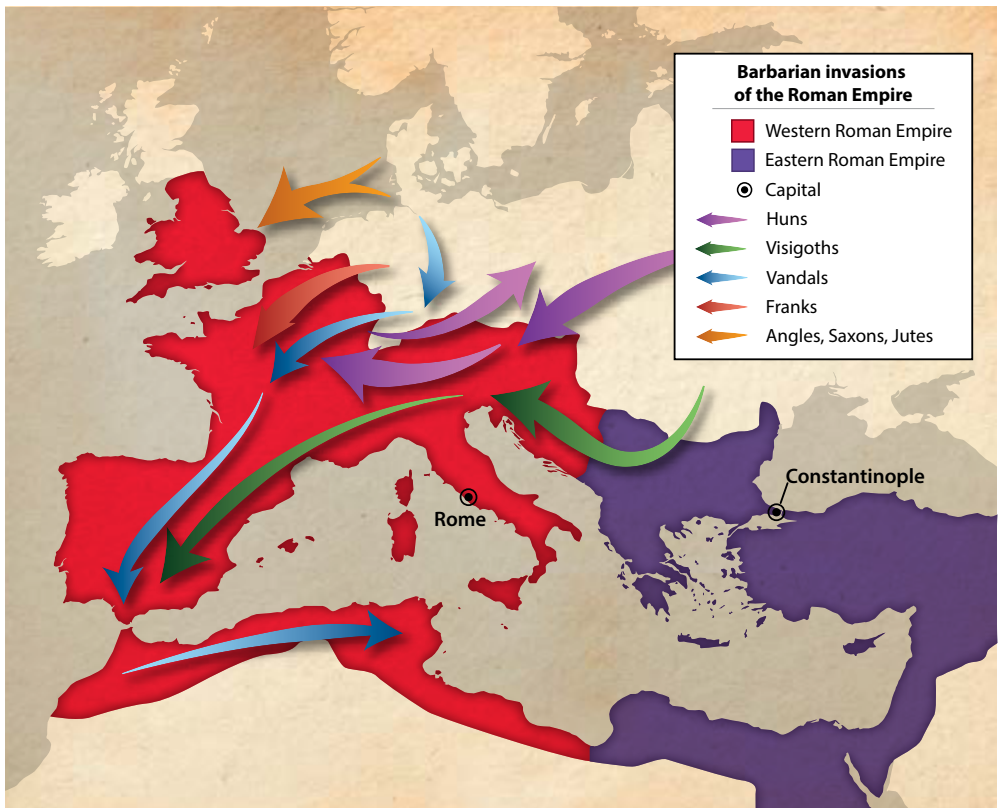 Barbarian invasions
of the Roman Empire
Western Roman Empire
Eastern Roman Empire
Capital
Huns
Visigoths
Vandals
Franks
Angles, Saxons, Jutes
Constantinople
Rome